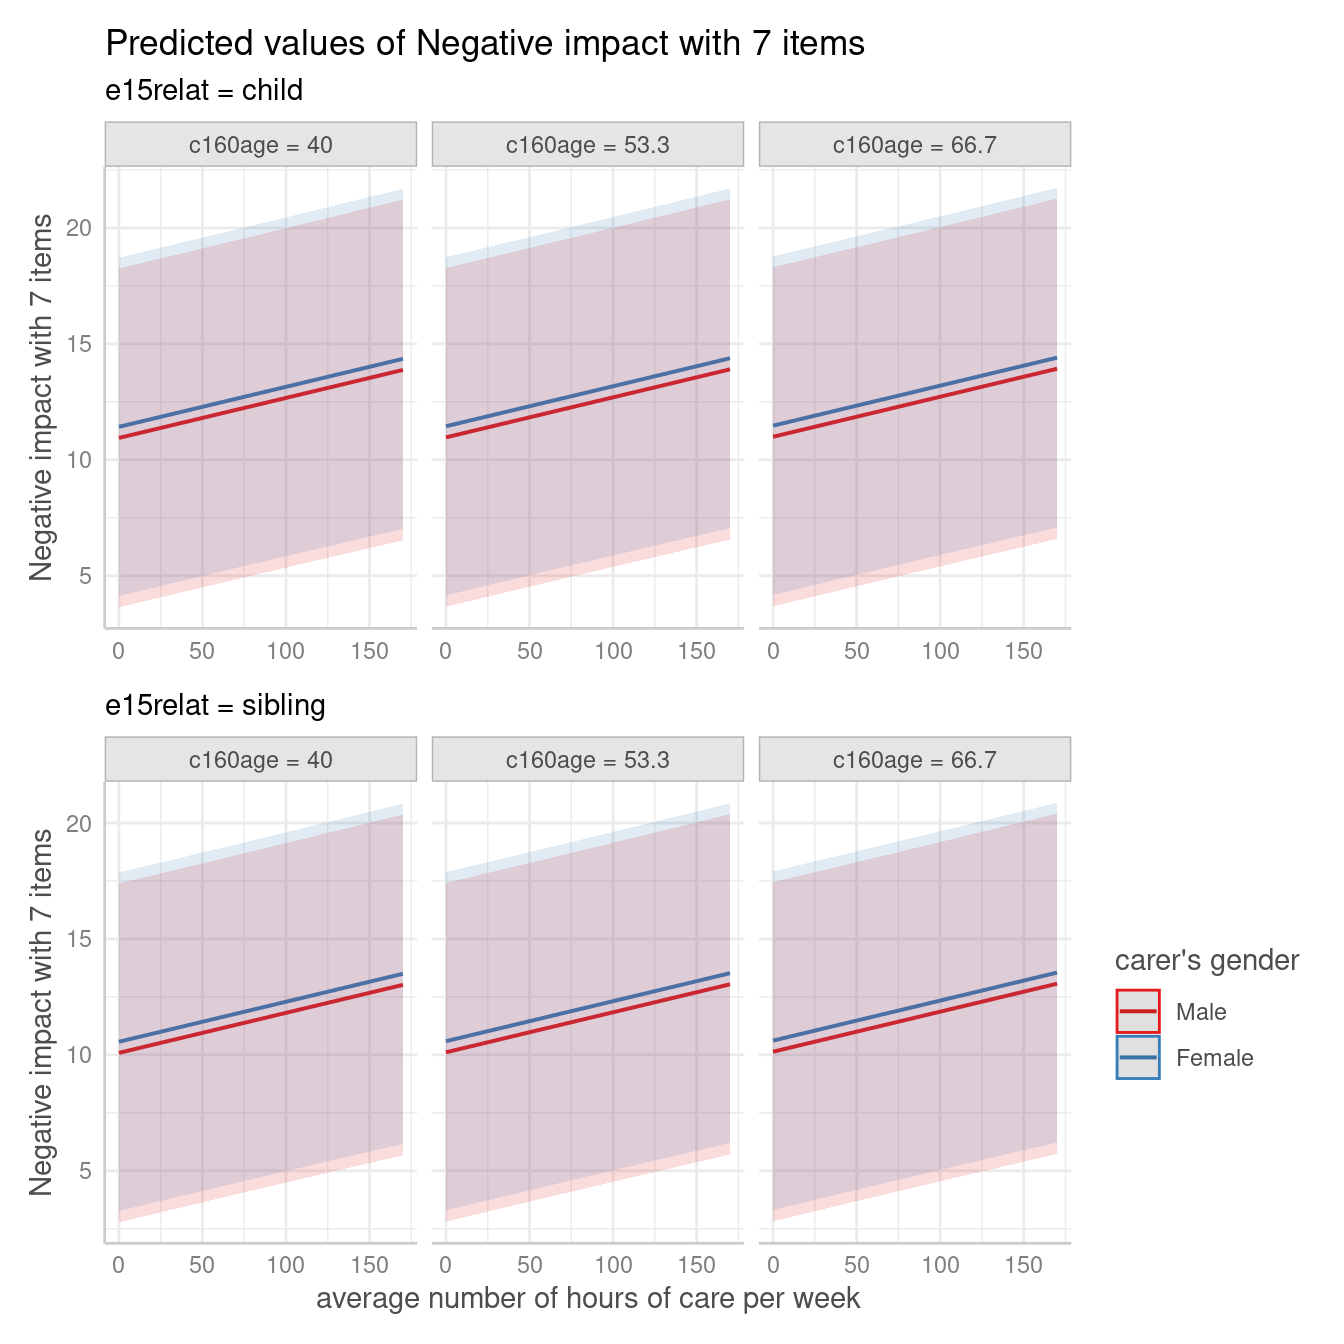 Predicted values of Negative impact with 7 items
e15relat = child
c160age = 40
c160age = 53.3
c160age = 66.7
Negative impact with 7 items
20
15
10
5
0 50 100 150
0 50 100 150
0 50 100 150
e15relat = sibling
c160age = 40
c160age = 53.3
c160age = 66.7
Negative impact with 7 items
20
15
10
5
0 50 100 150
0 50 100 150
0 50 100 150
average number of hours of care per week
carer's gender
Male
Female